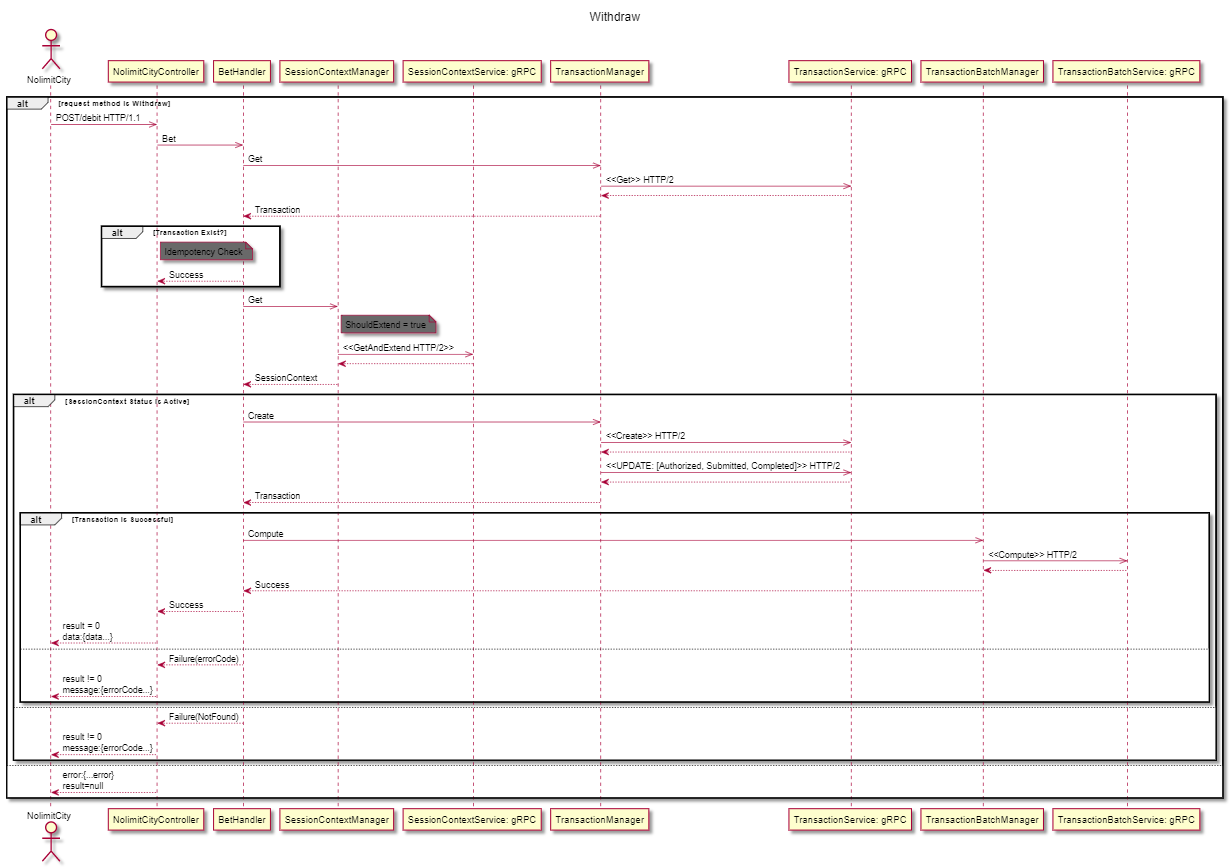 Withdraw
NolimitCity
NolimitCityController
BetHandler
SessionContextManager
SessionContextService: gRPC
TransactionManager
TransactionService: gRPC
TransactionBatchManager
TransactionBatchService: gRPC
alt
[request method is Withdraw]
POST/debit HTTP/1.1
Bet
Get
<<Get>> HTTP/2
Transaction
alt
[Transaction Exist?]
Idempotency Check
Success
Get
ShouldExtend = true
<<GetAndExtend HTTP/2>>
SessionContext
alt
[SessionContext Status is Active]
Create
<<Create>> HTTP/2
<<UPDATE: [Authorized, Submitted, Completed]>> HTTP/2
Transaction
alt
[Transaction is Successful]
Compute
<<Compute>> HTTP/2
Success
Success
result = 0
data:{data...}
Failure(errorCode)
result != 0
message:{errorCode...}
Failure(NotFound)
result != 0
message:{errorCode...}
error:{...error}
result=null
NolimitCity
NolimitCityController
BetHandler
SessionContextManager
SessionContextService: gRPC
TransactionManager
TransactionService: gRPC
TransactionBatchManager
TransactionBatchService: gRPC